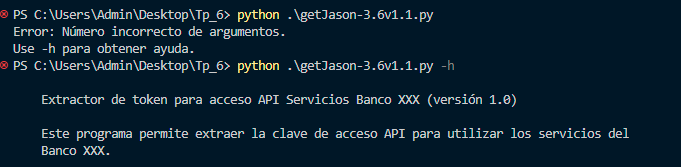 PS C:\Users\Admin\Desktop\Tp_6> python .\getJason-3.6v1.1.py
Error: Número incorrecto de argumentos.
Use -h para obtener ayuda.
PS C:\Users\Admin\Desktop\Tp_6> python .\getJason-3.6v1.1.py -h
Extractor de token para acceso API Servicios Banco XXX (versión 1.0)
Este programa permite extraer la clave de acceso API para utilizar los servicios del
Banco XXX.